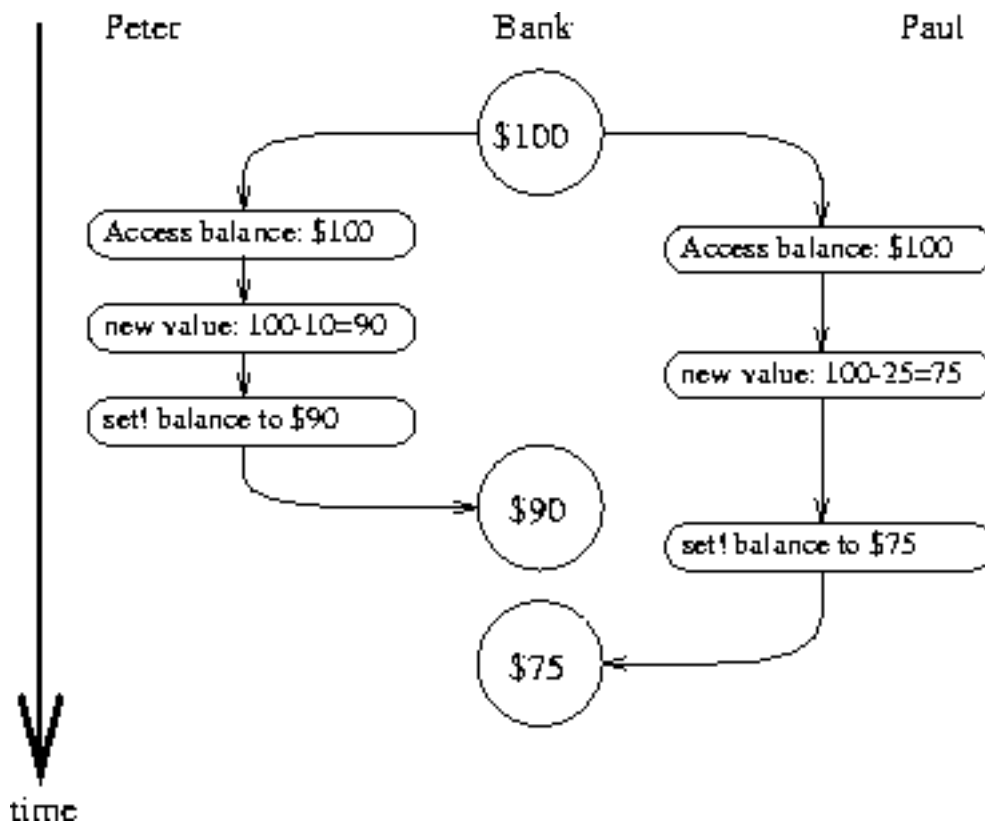 Peter
Bank
Paul
$100
Access balance: $100
Access balance: $100
new value: 100-10=90
new value: 100-25=75
set! balance to $90
$90
set! balance to $75
$75
time